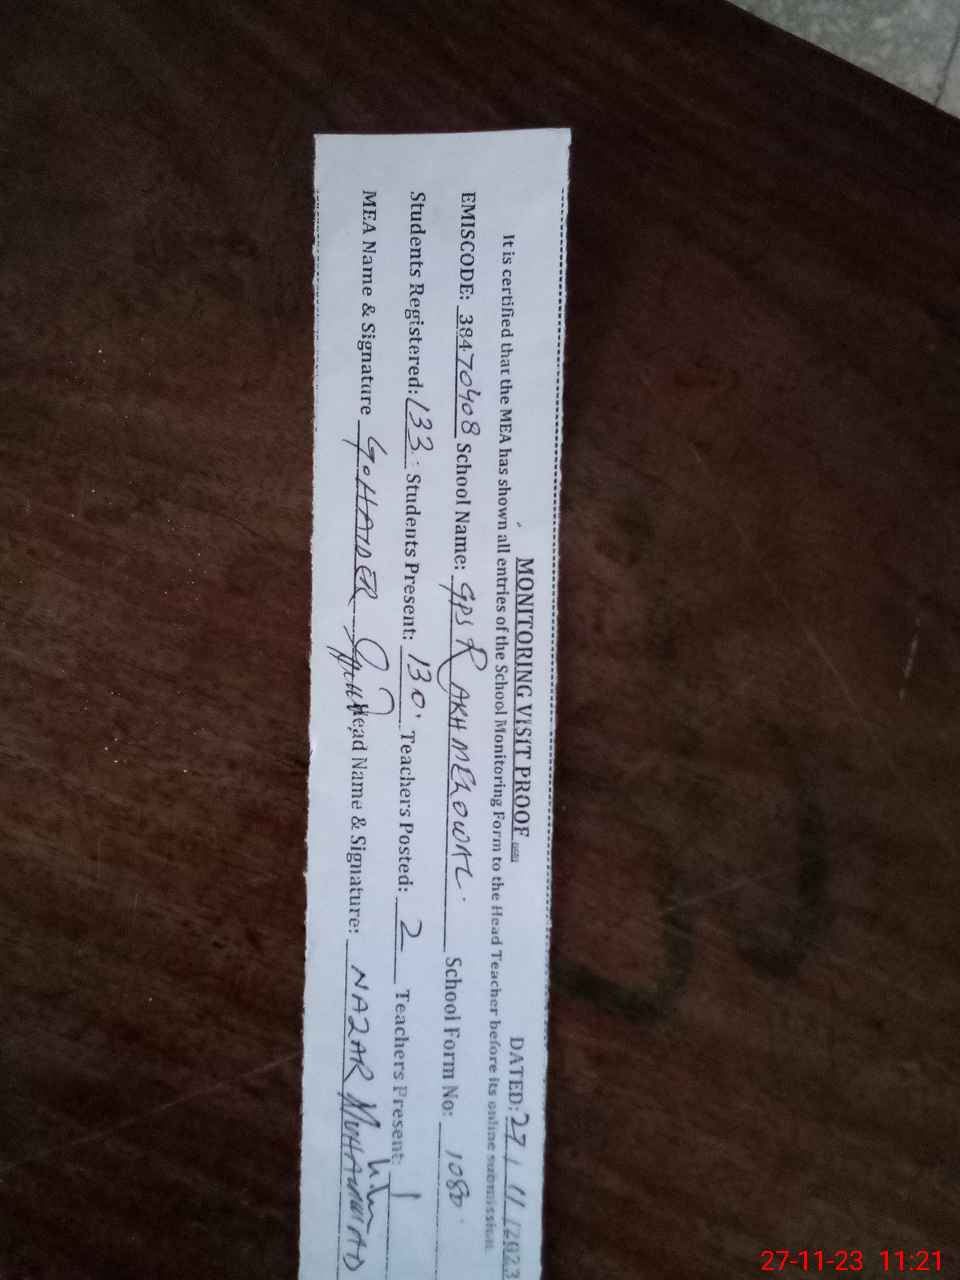 MONITORING VISIT PROOF DATED: 27/11/2023
It is certified that the MEA has shown all entries of the School Monitoring Form to the Head Teacher before its online submission.
EMISCODE: 38470408 School Name: GPS RAKH MELOWAL. School Form No: 1080
Students Registered: 133. Students Present: 130. Teachers Posted: 2 Teachers Present: 1
MEA Name & Signature G. HAIDER Head Name & Signature: NAZAR MUHAMMAD
27-11-23 11:21